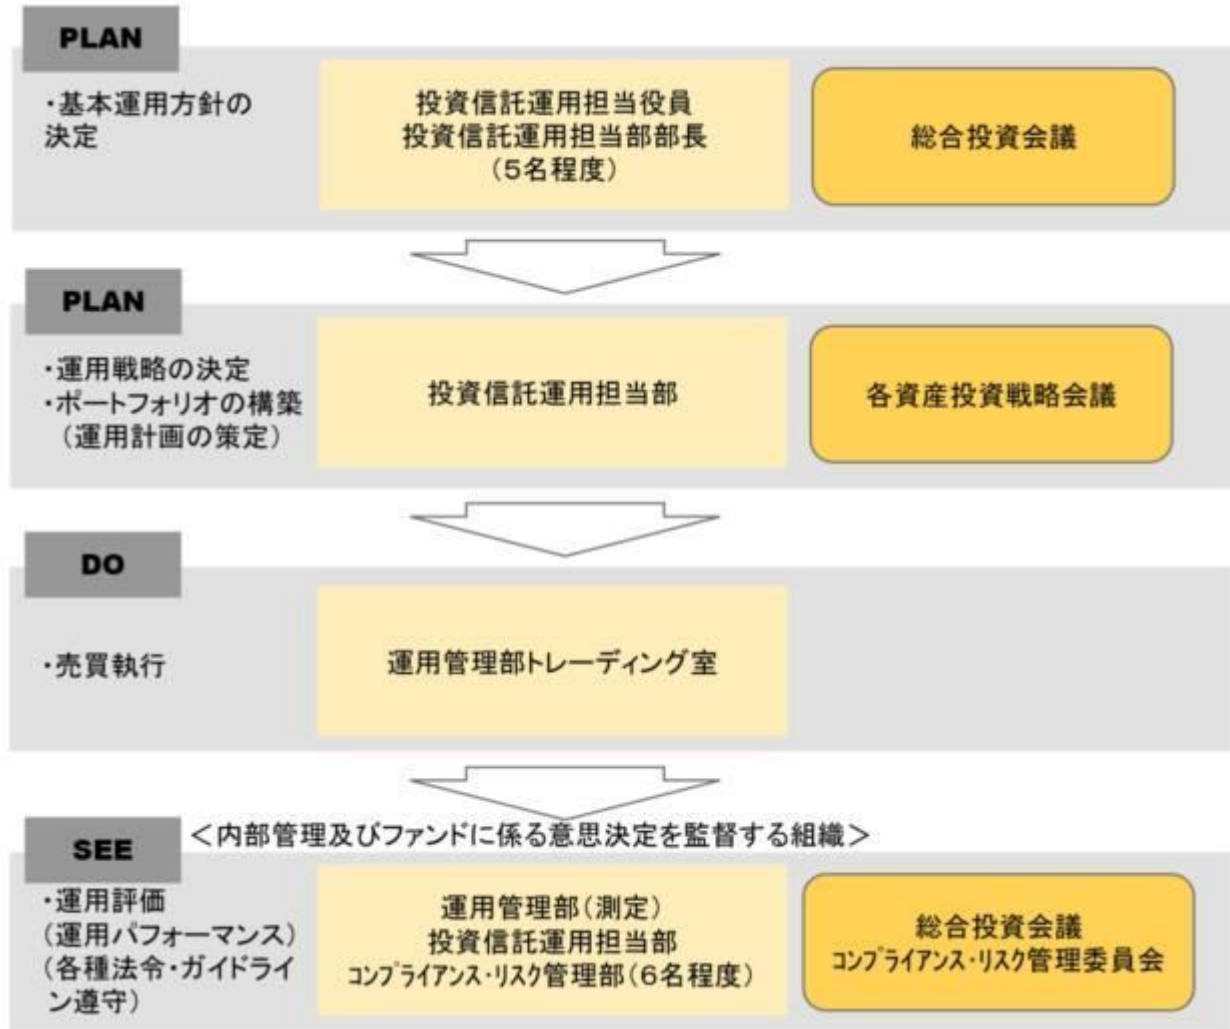 PLAN
・基本運用方針の
決定
投資信託運用担当役員
投資信託運用担当部部長
(5名程度)
総合投資会議
PLAN
・運用戦略の決定
・ポートフォリオの構築
(運用計画の策定)
投資信託運用担当部
各資産投資戦略会議
DO
・売買執行
運用管理部トレーディング室
SEE
＜内部管理及びファンドに係る意思決定を監督する組織＞
・運用評価
(運用パフォーマンス)
(各種法令・ガイドライ
ン遵守)
運用管理部(測定)
投資信託運用担当部
ｺﾝﾌﾟﾗｲｱﾝｽ・ﾘｽｸ管理部(6名程度)
総合投資会議
ｺﾝﾌﾟﾗｲｱﾝｽ・ﾘｽｸ管理委員会